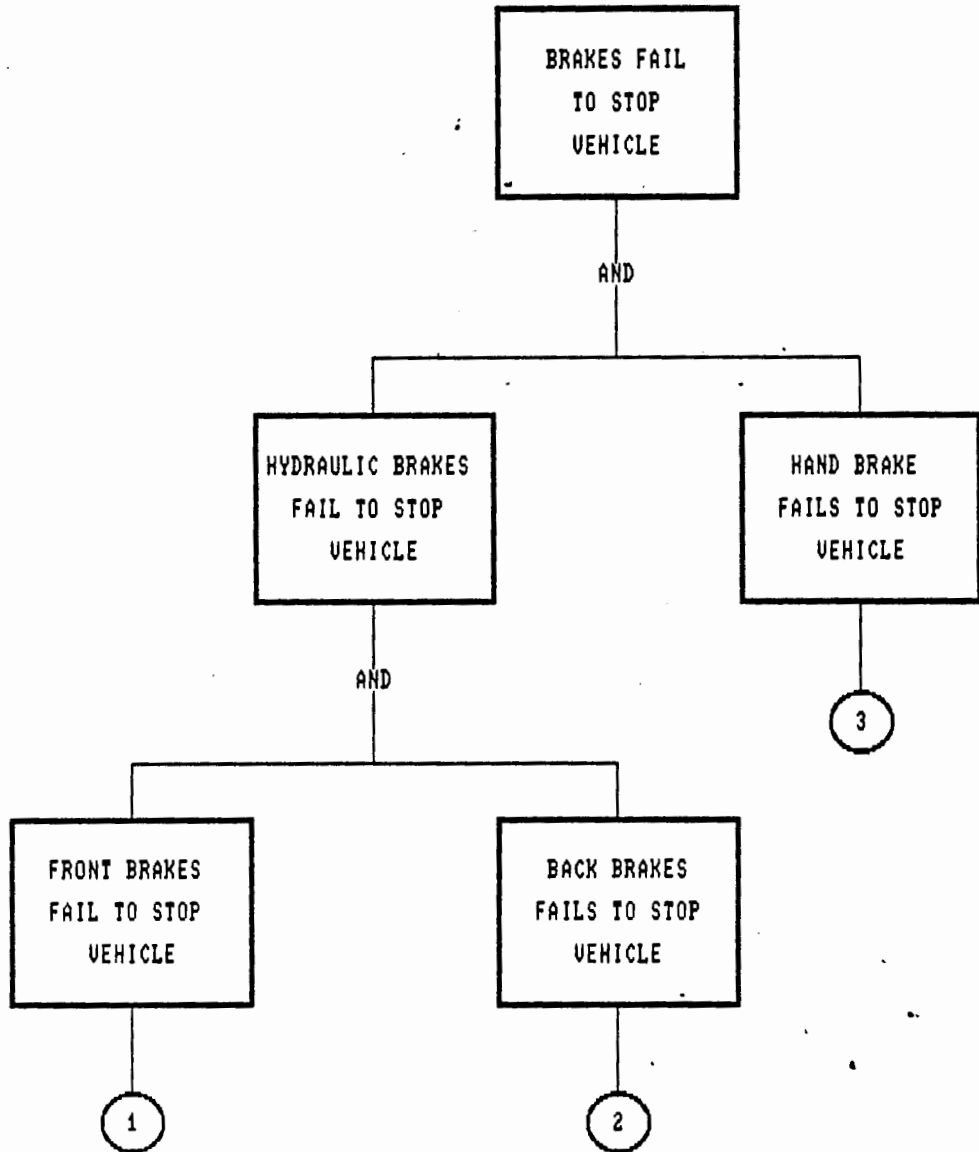 BRAKES FAIL
TO STOP
VEHICLE
AND
HYDRAULIC BRAKES
FAIL TO STOP
VEHICLE
HAND BRAKE
FAILS TO STOP
VEHICLE
AND
3
FRONT BRAKES
FAIL TO STOP
VEHICLE
BACK BRAKES
FAILS TO STOP
VEHICLE
1
2